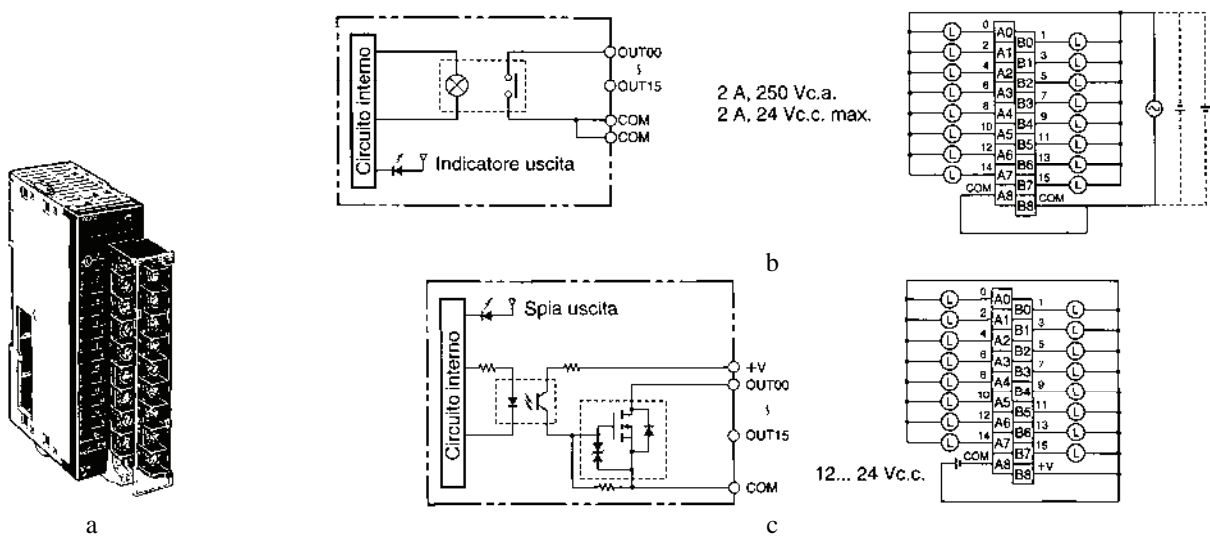 Circuito interno
OUT00
OUT15
COM
COM
Indicatore uscita
2 A, 250 Vc.a.
2 A, 24 Vc.c. max.
0 A0
B0 1
2 A1
B1 3
4 A2
B2 5
6 A3
B3 7
8 A4
B4 9
10 A5
B5 11
12 A6
B6 13
14 A7
B7 15
COM A8
B8 COM
L L L L L L L L
L L L L L L L L
b
Circuito interno
Spia uscita
+V
OUT00
OUT15
COM
12... 24 Vc.c.
0 A0
B0 1
2 A1
B1 3
4 A2
B2 5
6 A3
B3 7
8 A4
B4 9
10 A5
B5 11
12 A6
B6 13
14 A7
B7 15
COM A8
B8 +V
L L L L L L L L
L L L L L L L L
a
c